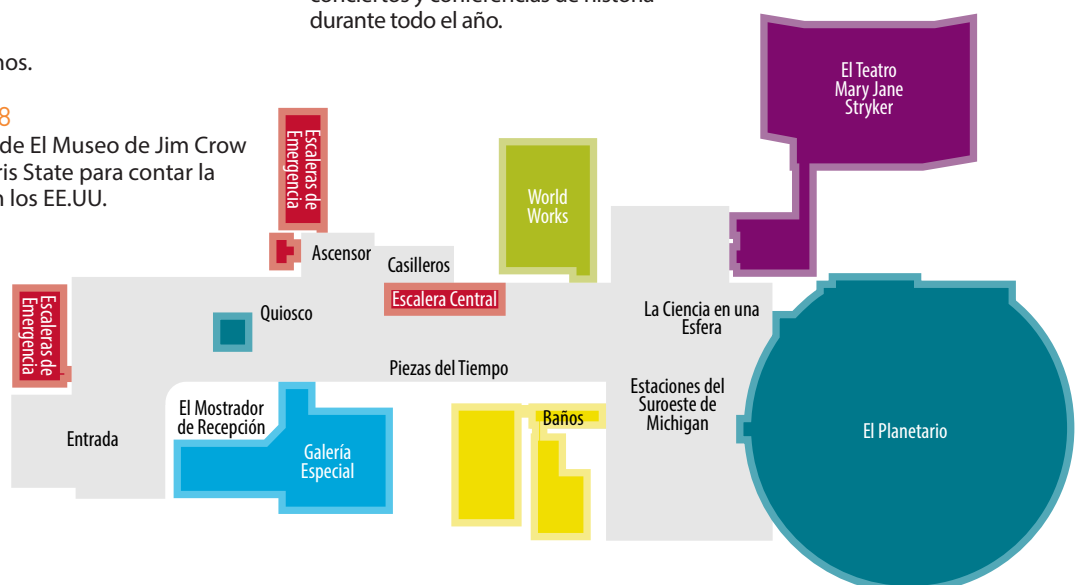 conciertos y conferencias de historia
durante todo el año.
nos.
8
de El Museo de Jim Crow
ris State para contar la
n los EE.UU.
El Teatro
Mary Jane
Stryker
Escaleras de
Emergencia
World
Works
Ascensor
Casilleros
Escalera Central
Quiosco
La Ciencia en una
Esfera
Escaleras de
Emergencia
Piezas del Tiempo
Estaciones del
Suroeste de
Michigan
El Mostrador
de Recepción
Baños
Entrada
Galería
Especial
El Planetario